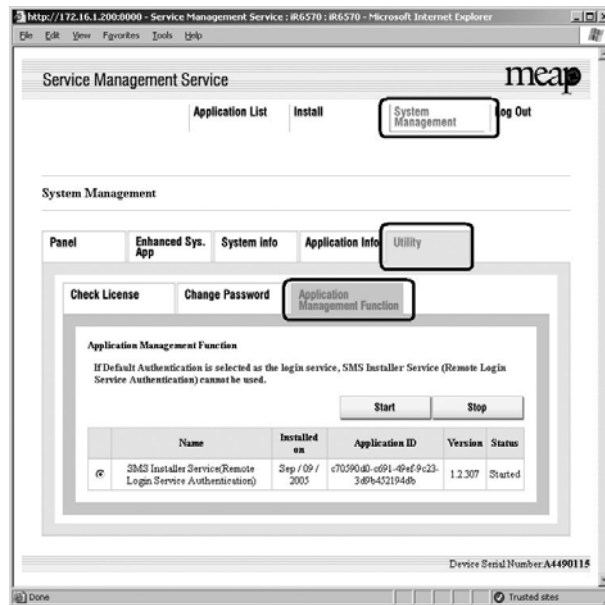 http://172.16.1.200:8000 - Service Management Service : iR6570 : iR6570 - Microsoft Internet Explorer
File Edit View Favorites Tools Help
Service Management Service
meap
Application List Install System Management Log Out
System Management
Panel Enhanced Sys. App System info Application Info Utility
Check License Change Password Application Management Function
Application Management Function
If Default Authentication is selected as the login service, SMS Installer Service (Remote Login
Service Authentication) cannot be used.
Start Stop
Name Installed on Application ID Version Status
SMS Installer Service(Remote Login Service Authentication) Sep / 09 / 2005 c70590d0-c691-49ef-9c23-3d9b452194db 1.2.307 Started
Device Serial Number:A4490115
Done Trusted sites